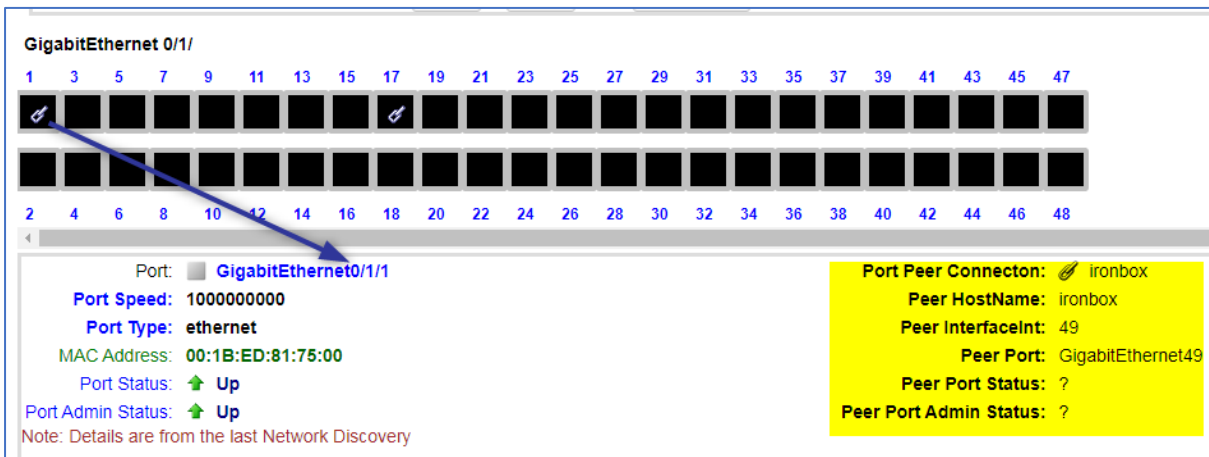 GigabitEthernet 0/1/
1 3 5 7 9 11 13 15 17 19 21 23 25 27 29 31 33 35 37 39 41 43 45 47
2 4 6 8 10 12 14 16 18 20 22 24 26 28 30 32 34 36 38 40 42 44 46 48
Port: GigabitEthernet0/1/1
Port Speed: 1000000000
Port Type: ethernet
MAC Address: 00:1B:ED:81:75:00
Port Status: Up
Port Admin Status: Up
Note: Details are from the last Network Discovery
Port Peer Connecton: ironbox
Peer HostName: ironbox
Peer InterfaceInt: 49
Peer Port: GigabitEthernet49
Peer Port Status: ?
Peer Port Admin Status: ?